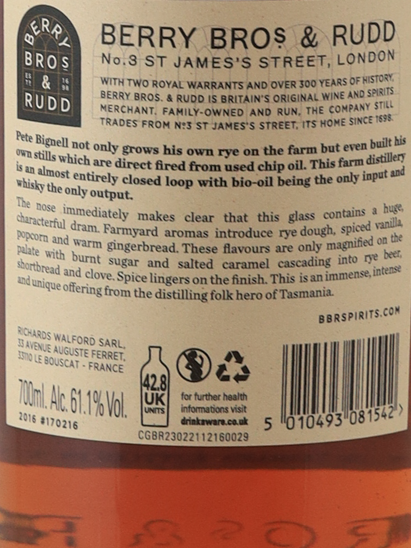 BERRY
BROS
ESTD 1698
& RUDD
BERRY BROS & RUDD
No.3 ST JAMES'S STREET, LONDON
WITH TWO ROYAL WARRANTS AND OVER 300 YEARS OF HISTORY,
BERRY BROS. & RUDD IS BRITAIN'S ORIGINAL WINE AND SPIRITS
MERCHANT. FAMILY-OWNED AND RUN, THE COMPANY STILL
TRADES FROM Nº3 ST JAMES'S STREET, ITS HOME SINCE 1698.
Pete Bignell not only grows his own rye on the farm but even built his
own stills which are direct fired from used chip oil. This farm distillery
is an almost entirely closed loop with bio-oil being the only input and
whisky the only output.
The nose immediately makes clear that this glass contains a huge,
characterful dram. Farmyard aromas introduce rye dough, spiced vanilla,
popcorn and warm gingerbread. These flavours are only magnified on the
palate with burnt sugar and salted caramel cascading into rye beer,
shortbread and clove. Spice lingers on the finish. This is an immense, intense
and unique offering from the distilling folk hero of Tasmania.
BBRSPIRITS.COM
RICHARDS WALFORD SARL,
33 AVENUE AUGUSTE FERRET,
33110 LE BOUSCAT - FRANCE
700ml. Alc. 61.1% Vol.
2016 #170216
42.8
UK
UNITS
for further health
informations visit
drinkaware.co.uk
CGBR23022112160029
5 010493 081542 >